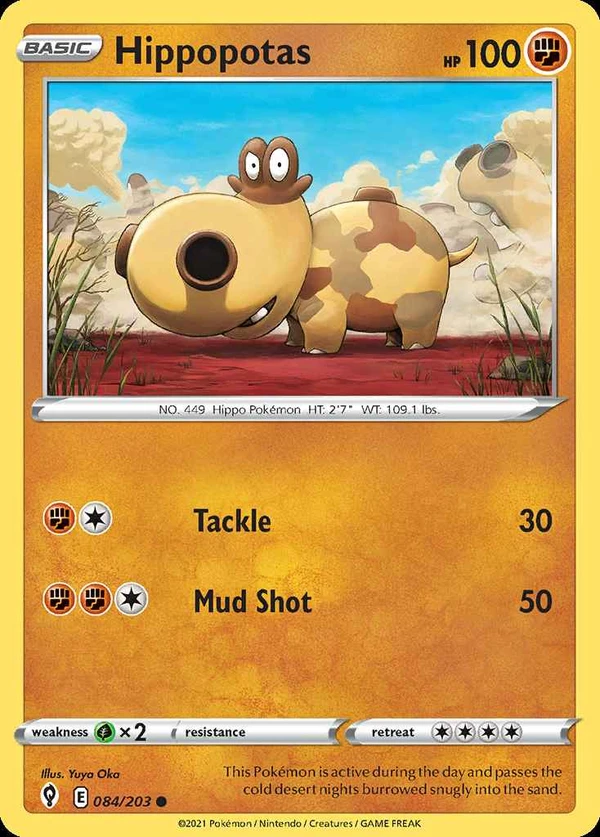 BASIC Hippopotas HP 100
NO. 449 Hippo Pokémon HT: 2'7" WT: 109.1 lbs.
Tackle 30
Mud Shot 50
weakness ×2 resistance retreat
Illus. Yuya Oka
This Pokémon is active during the day and passes the
cold desert nights burrowed snugly into the sand.
E 084/203
©2021 Pokémon / Nintendo / Creatures / GAME FREAK